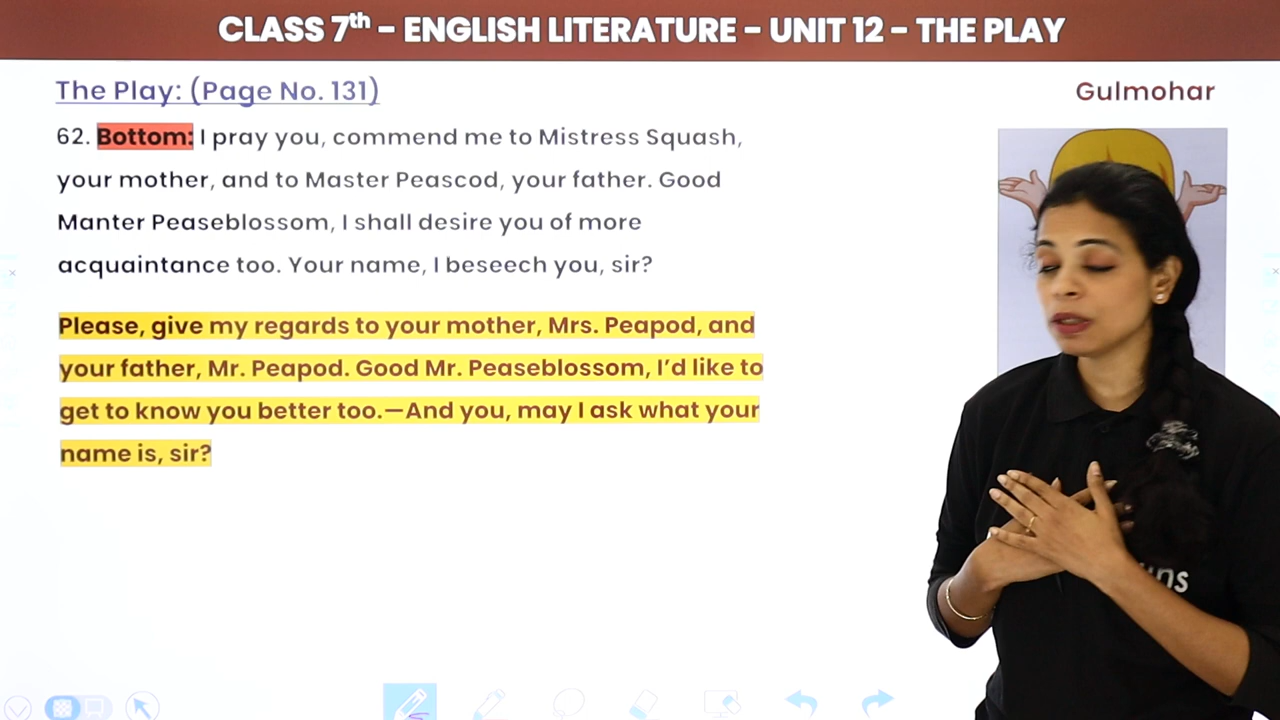 CLASS 7th - ENGLISH LITERATURE - UNIT 12 - THE PLAY
The Play: (Page No. 131)
Gulmohar
62. Bottom: I pray you, commend me to Mistress Squash,
your mother, and to Master Peascod, your father. Good
Manter Peaseblossom, I shall desire you of more
acquaintance too. Your name, I beseech you, sir?
Please, give my regards to your mother, Mrs. Peapod, and
your father, Mr. Peapod. Good Mr. Peaseblossom, I'd like to
get to know you better too.—And you, may I ask what your
name is, sir?